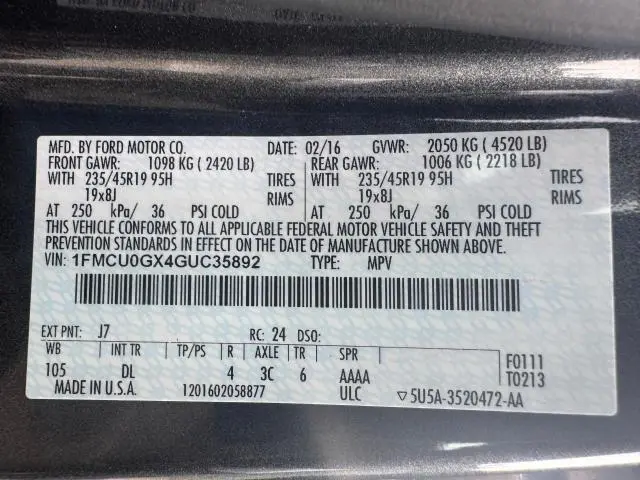 MFD. BY FORD MOTOR CO. DATE: 02/16 GVWR: 2050 KG ( 4520 LB)
FRONT GAWR: 1098 KG ( 2420 LB) REAR GAWR: 1006 KG ( 2218 LB)
WITH 235/45R19 95H TIRES WITH 235/45R19 95H TIRES
19x8J RIMS 19x8J RIMS
AT 250 kPa/ 36 PSI COLD AT 250 kPa/ 36 PSI COLD
THIS VEHICLE CONFORMS TO ALL APPLICABLE FEDERAL MOTOR VEHICLE SAFETY AND THEFT
PREVENTION STANDARDS IN EFFECT ON THE DATE OF MANUFACTURE SHOWN ABOVE.
VIN: 1FMCU0GX4GUC35892 TYPE: MPV
EXT PNT: J7 RC: 24 DSO:
WB INT TR TP/PS R AXLE TR SPR
105 DL 4 3C 6 AAAA
F0111
T0213
MADE IN U.S.A. 1201602058877 ULC ▽5U5A-3520472-AA